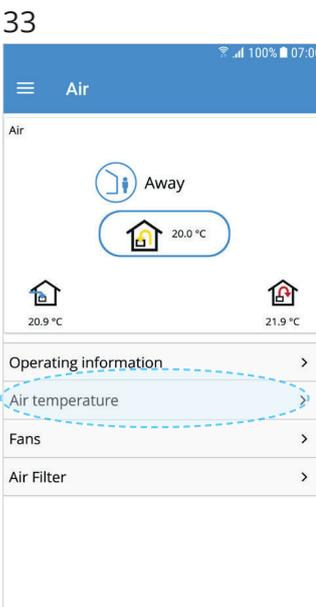 33
100% 07:0
Air
Air
Away
20.0 °C
20.9 °C
21.9 °C
Operating information
Air temperature
Fans
Air Filter